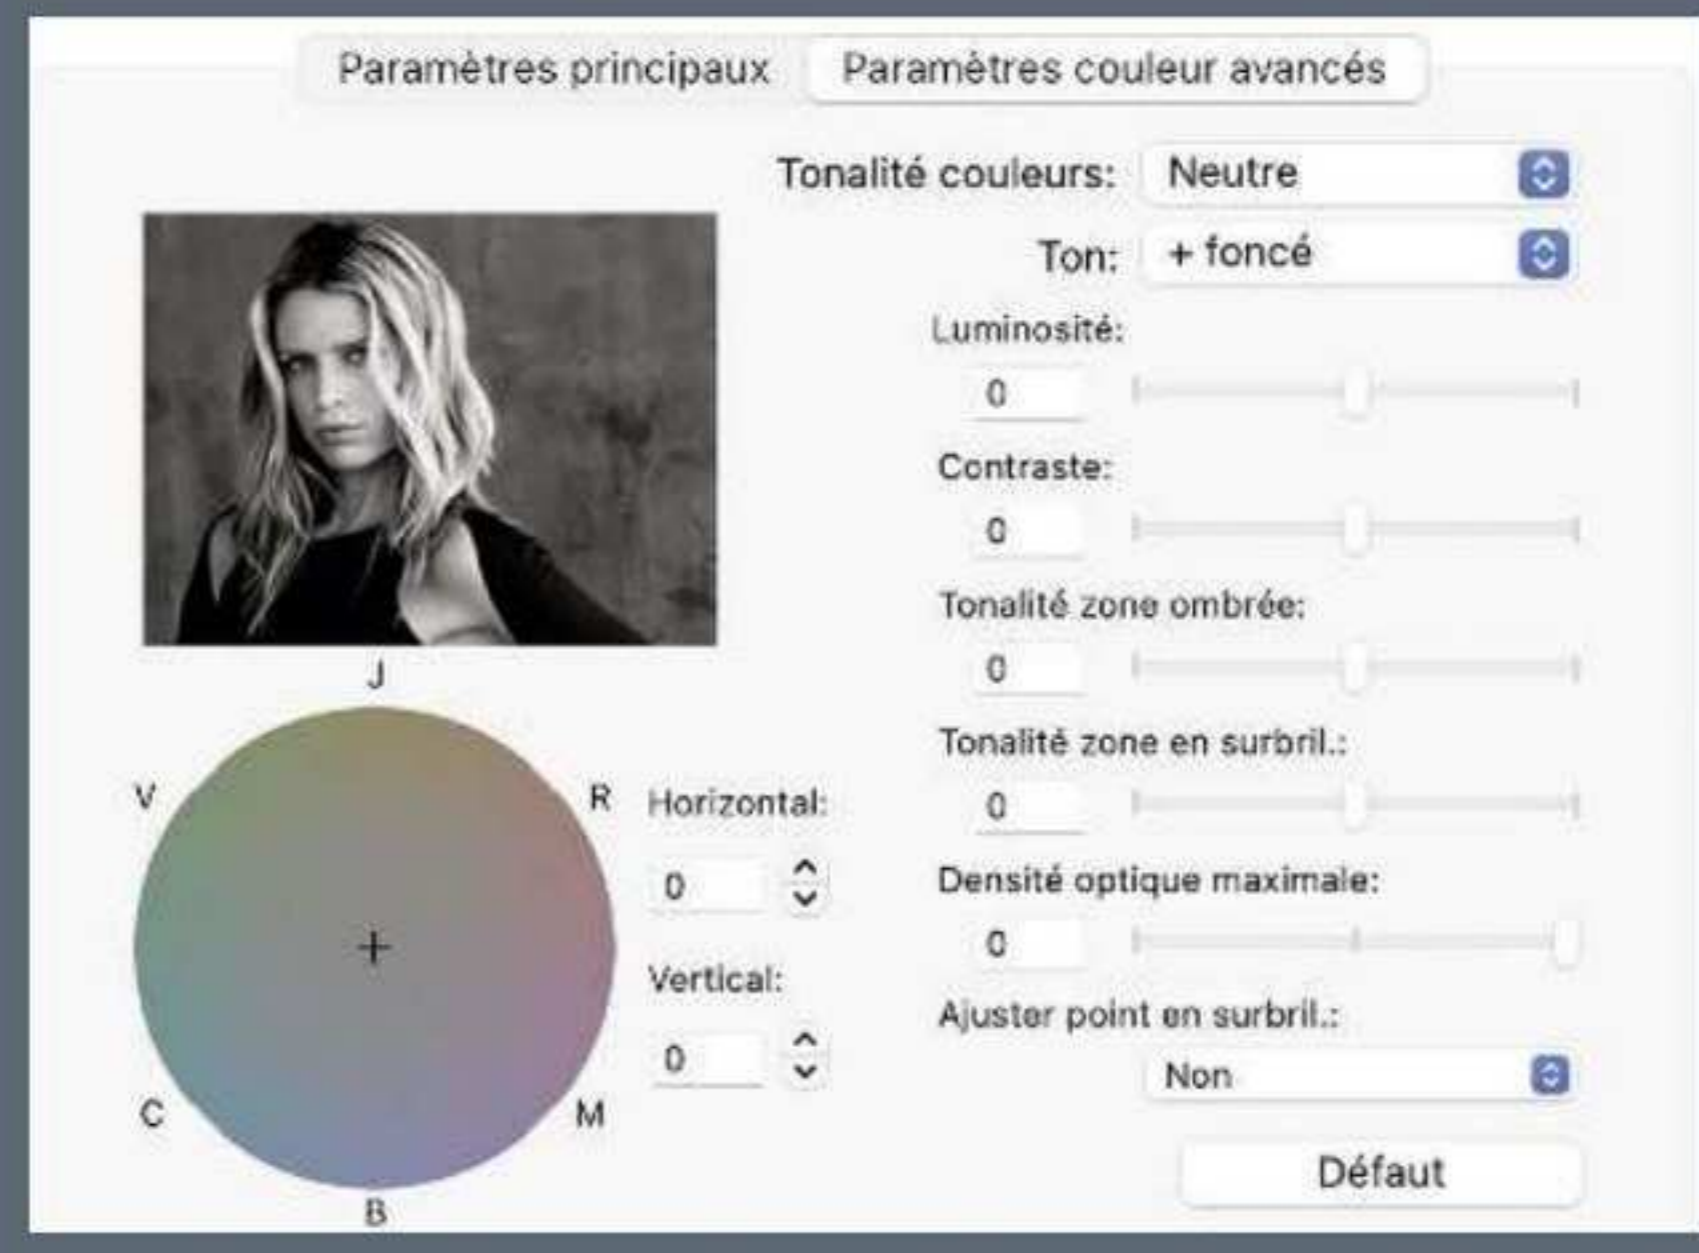 Paramètres principaux
Paramètres couleur avancés
Tonalité couleurs: Neutre
Ton: + foncé
Luminosité:
0
Contraste:
0
Tonalité zone ombrée:
0
Tonalité zone en surbril.:
0
Densité optique maximale:
0
Ajuster point en surbril.:
Non
Défaut
J
V
R
C
M
B
Horizontal:
0
Vertical:
0